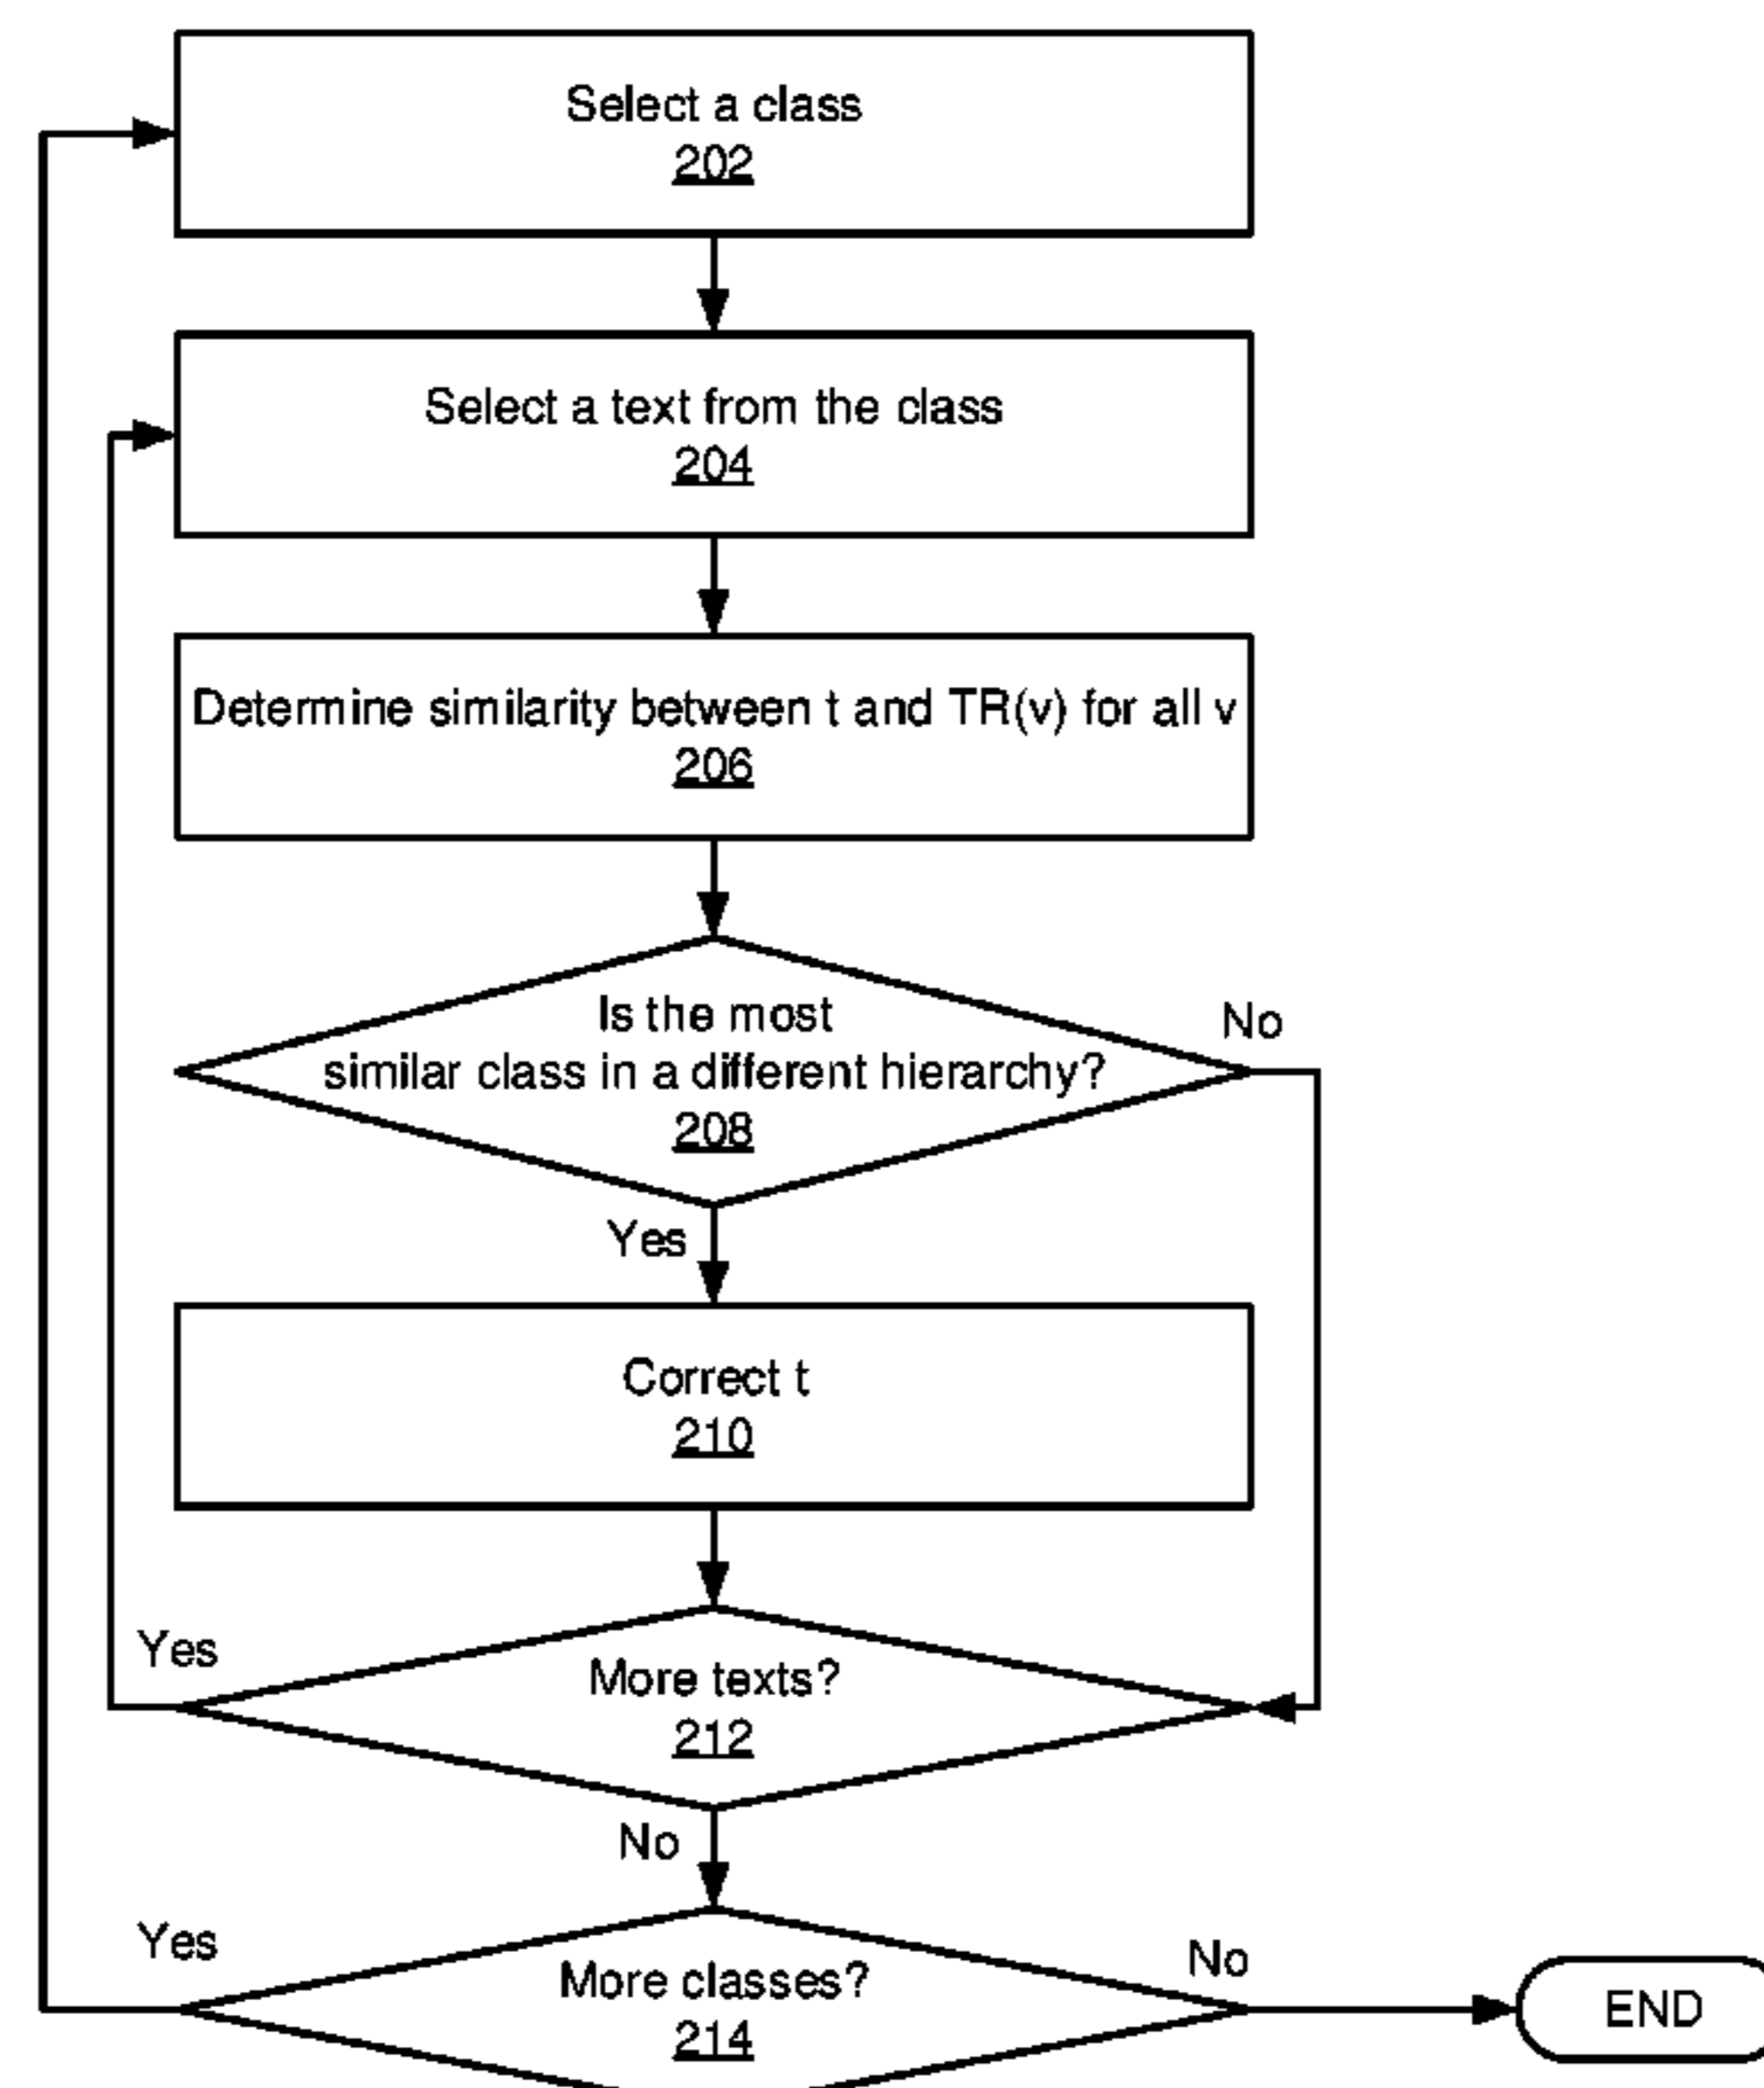 Select a class
202
Select a text from the class
204
Determine similarity between t and TR(v) for all v
206
Is the most
similar class in a different hierarchy?
208
No
Yes
Correct t
210
Yes
More texts?
212
No
Yes
More classes?
214
No
END